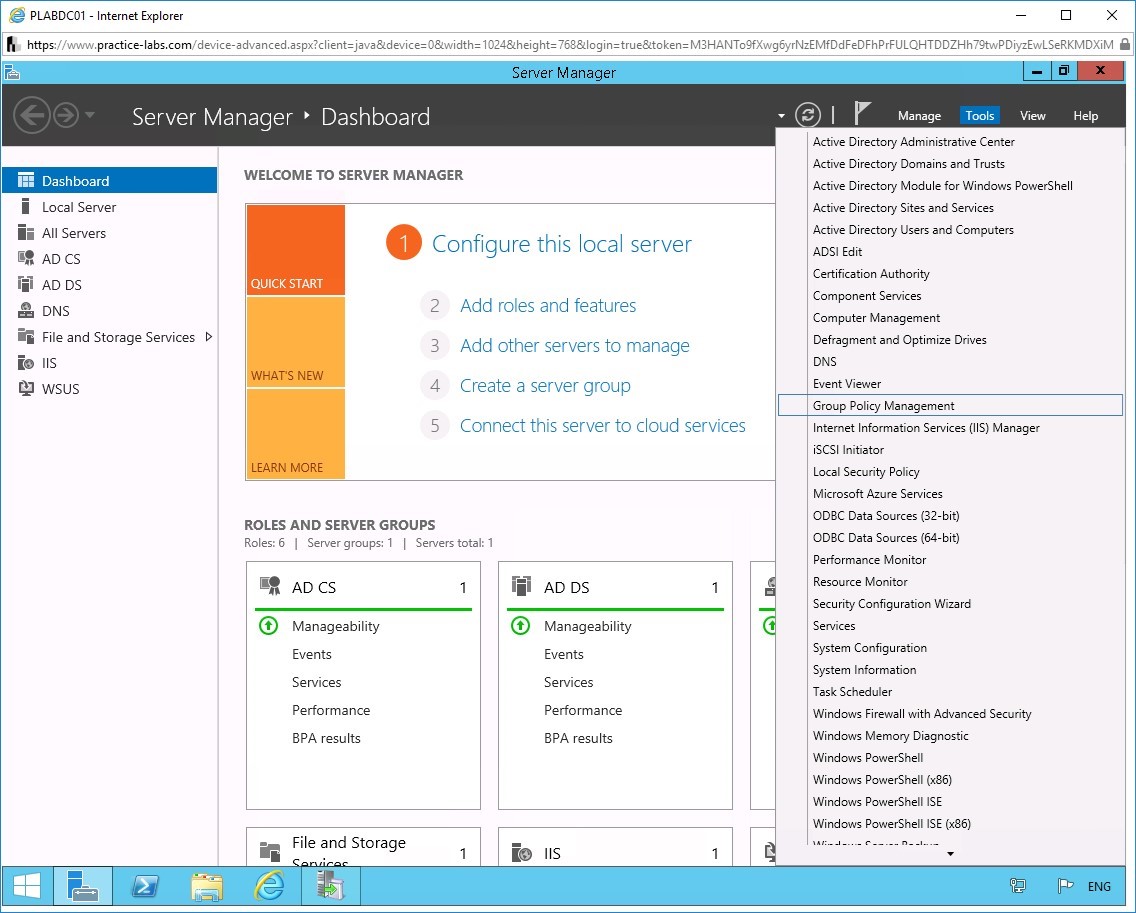 PLABDC01 - Internet Explorer
https://www.practice-labs.com/device-advanced.aspx?client=java&device=0&width=1024&height=768&login=true&token=M3HANTo9fXwg6yrNzEMfDdFeDFhPrFULQHTDDZHh79twPDiyzEwLSeRKMDXiM
Server Manager
Server Manager
Dashboard
Manage
Tools
View
Help
Dashboard
Local Server
All Servers
AD CS
AD DS
DNS
File and Storage Services
IIS
WSUS
WELCOME TO SERVER MANAGER
QUICK START
WHAT'S NEW
LEARN MORE
1 Configure this local server
2 Add roles and features
3 Add other servers to manage
4 Create a server group
5 Connect this server to cloud services
ROLES AND SERVER GROUPS
Roles: 6 | Server groups: 1 | Servers total: 1
AD CS 1
Manageability
Events
Services
Performance
BPA results
AD DS 1
Manageability
Events
Services
Performance
BPA results
File and Storage
Services
1
IIS 1
Active Directory Administrative Center
Active Directory Domains and Trusts
Active Directory Module for Windows PowerShell
Active Directory Sites and Services
Active Directory Users and Computers
ADSI Edit
Certification Authority
Component Services
Computer Management
Defragment and Optimize Drives
DNS
Event Viewer
Group Policy Management
Internet Information Services (IIS) Manager
iSCSI Initiator
Local Security Policy
Microsoft Azure Services
ODBC Data Sources (32-bit)
ODBC Data Sources (64-bit)
Performance Monitor
Resource Monitor
Security Configuration Wizard
Services
System Configuration
System Information
Task Scheduler
Windows Firewall with Advanced Security
Windows Memory Diagnostic
Windows PowerShell
Windows PowerShell (x86)
Windows PowerShell ISE
Windows PowerShell ISE (x86)
Windows Server Backup
ENG